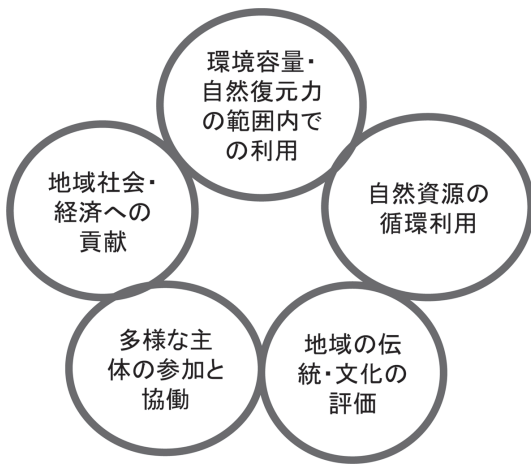 環境容量・
自然復元力
の範囲内で
の利用
地域社会・
経済への
貢献
自然資源の
循環利用
多様な主
体の参加と
協働
地域の伝
統・文化の
評価